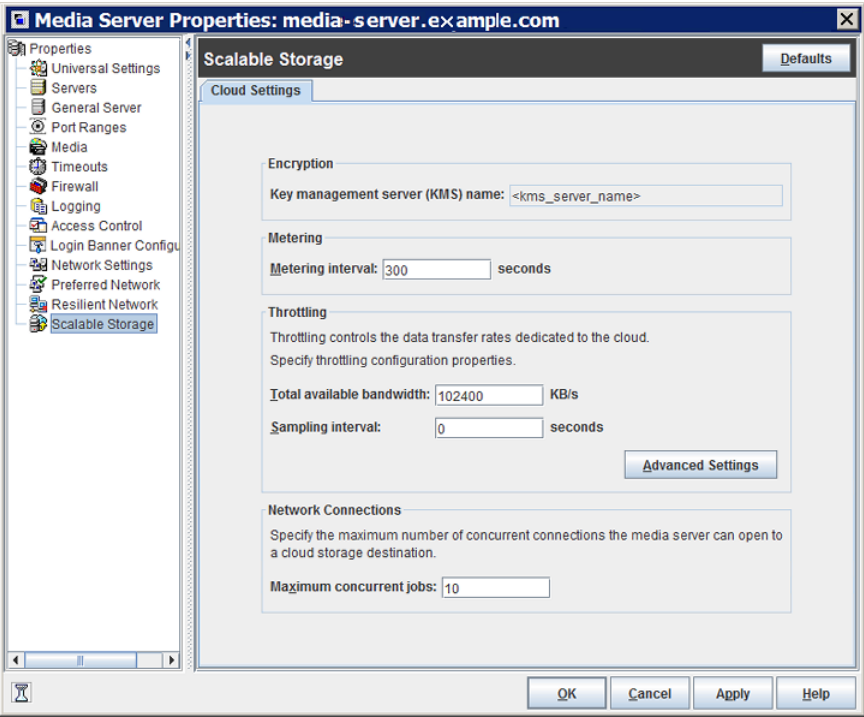 Media Server Properties: media-server.example.com
Properties
Universal Settings
Servers
General Server
Port Ranges
Media
Timeouts
Firewall
Logging
Access Control
Login Banner Configu
Network Settings
Preferred Network
Resilient Network
Scalable Storage
Scalable Storage
Defaults
Cloud Settings
Encryption
Key management server (KMS) name: <kms_server_name>
Metering
Metering interval: 300 seconds
Throttling
Throttling controls the data transfer rates dedicated to the cloud.
Specify throttling configuration properties.
Total available bandwidth: 102400 KB/s
Sampling interval: 0 seconds
Advanced Settings
Network Connections
Specify the maximum number of concurrent connections the media server can open to
a cloud storage destination.
Maximum concurrent jobs: 10
OK Cancel Apply Help